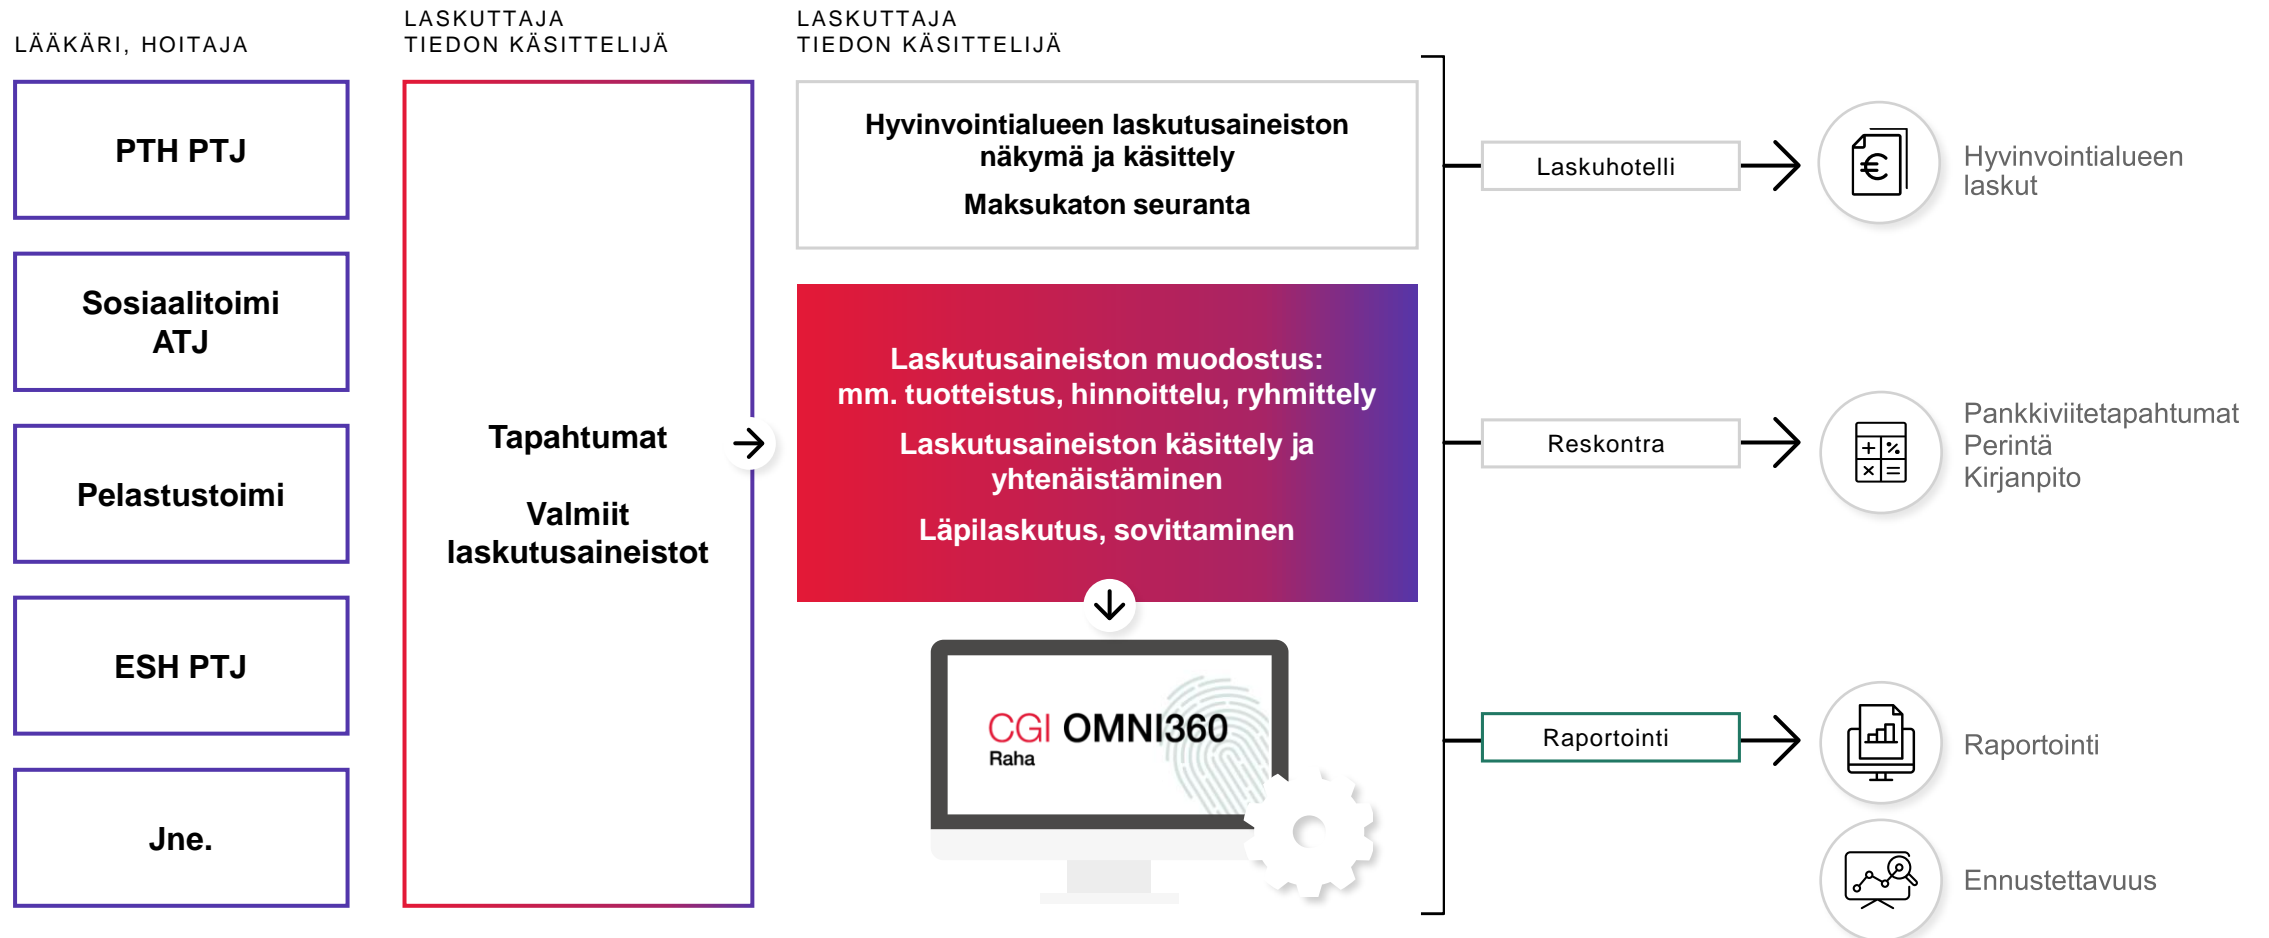 LÄÄKÄRI, HOITAJA
PTH PTJ
Sosiaalitoimi
ATJ
Pelastustoimi
ESH PTJ
Jne.
LASKUTTAJA
TIEDON KÄSITTELIJÄ
Tapahtumat
Valmiit
laskutusaineistot
LASKUTTAJA
TIEDON KÄSITTELIJÄ
Hyvinvointialueen laskutusaineiston
näkymä ja käsittely
Maksukaton seuranta
Laskutusaineiston muodostus:
mm. tuotteistus, hinnoittelu, ryhmittely
Laskutusaineiston käsittely ja
yhtenäistäminen
Läpilaskutus, sovittaminen
CGI OMNI360
Raha
Laskuhotelli
Hyvinvointialueen
laskut
Reskontra
Pankkiviitetapahtumat
Perintä
Kirjanpito
Raportointi
Raportointi
Ennustettavuus